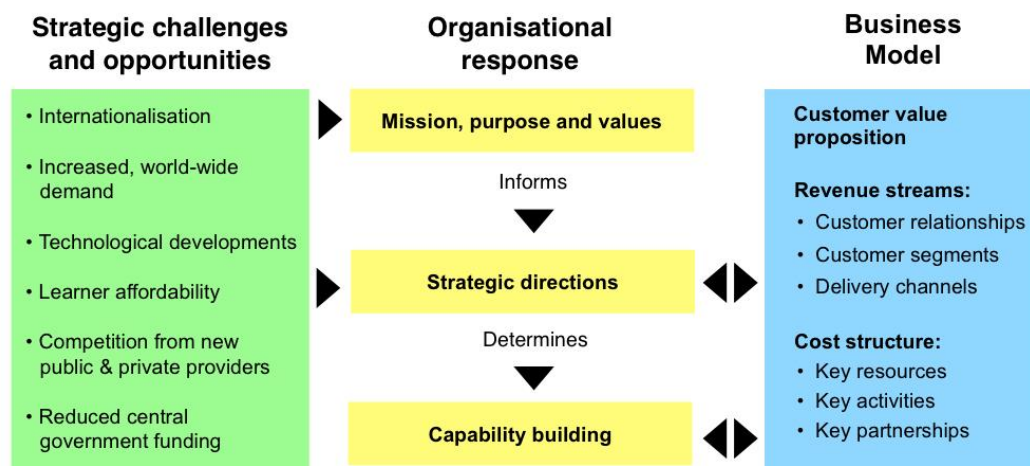 Strategic challenges
and opportunities
• Internationalisation
• Increased, world-wide
demand
• Technological developments
• Learner affordability
• Competition from new
public & private providers
• Reduced central
government funding
Organisational
response
Mission, purpose and values
Informs
Strategic directions
Determines
Capability building
Business
Model
Customer value
proposition
Revenue streams:
• Customer relationships
• Customer segments
• Delivery channels
Cost structure:
• Key resources
• Key activities
• Key partnerships